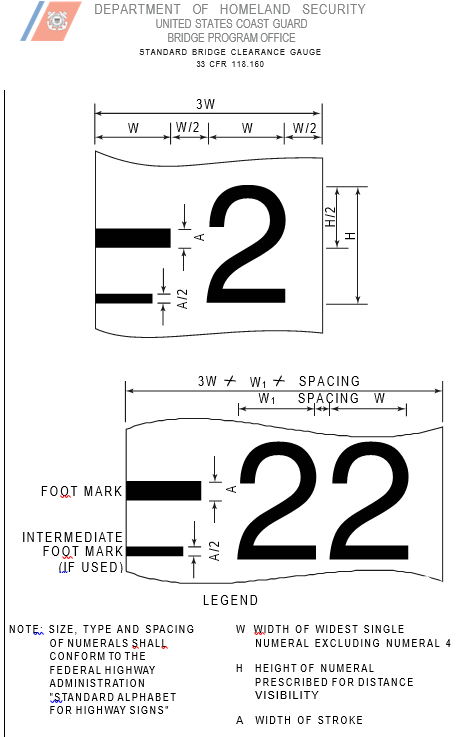 DEPARTMENT OF HOMELAND SECURITY
UNITED STATES COAST GUARD
BRIDGE PROGRAM OFFICE
STANDARD BRIDGE CLEARANCE GAUGE
33 CFR 118.160
3W
W W/2 W W/2
2
A
A/2
H/2
H
3W ≠ W1 ≠ SPACING
W1 SPACING W
22
FOOT MARK
A
INTERMEDIATE
FOOT MARK
(IF USED)
A/2
LEGEND
NOTE: SIZE, TYPE AND SPACING
OF NUMERALS SHALL
CONFORM TO THE
FEDERAL HIGHWAY
ADMINISTRATION
"STANDARD ALPHABET
FOR HIGHWAY SIGNS"
W WIDTH OF WIDEST SINGLE
NUMERAL EXCLUDING NUMERAL 4
H HEIGHT OF NUMERAL
PRESCRIBED FOR DISTANCE
VISIBILITY
A WIDTH OF STROKE